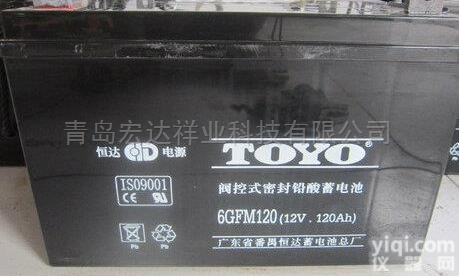 青岛宏达祥业科技有限公司
恒达 电源
TOYO®
ISO9001
CE
阀控式密封铅酸蓄电池
6GFM120(12V.120Ah)
Pb Pb
广东省番禺恒达蓄电池总厂
yiqi.com
仪器网